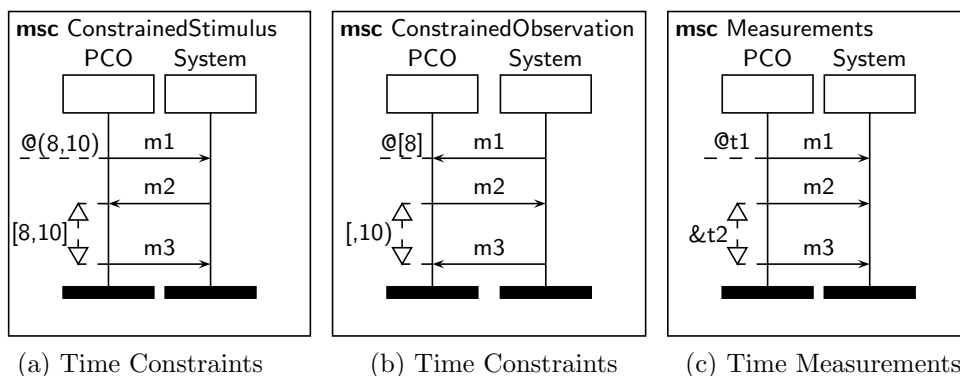 msc ConstrainedStimulus
PCO System
@(8,10) m1
m2
[8,10]
m3
(a) Time Constraints
msc ConstrainedObservation
PCO System
@[8] m1
m2
[,10)
m3
(b) Time Constraints
msc Measurements
PCO System
@t1 m1
m2
&t2
m3
(c) Time Measurements